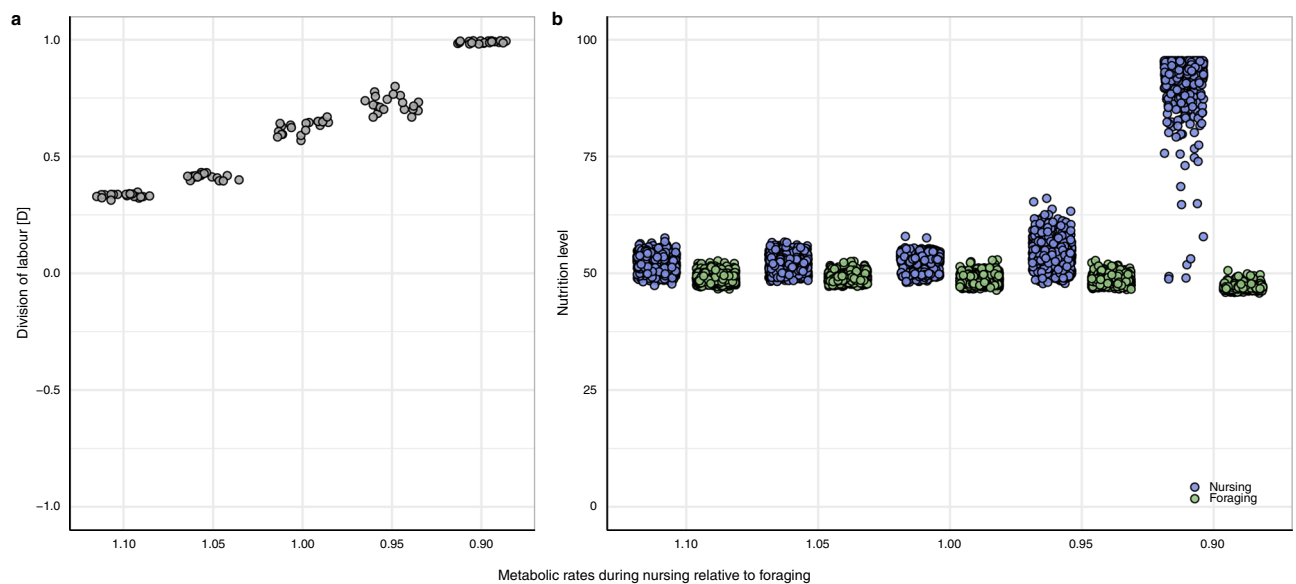 a
b
Division of labour [D]
1.0
0.5
0.0
−0.5
−1.0
1.10
1.05
1.00
0.95
0.90
Nutrition level
100
75
50
25
0
1.10
1.05
1.00
0.95
0.90
Nursing
Foraging
Metabolic rates during nursing relative to foraging